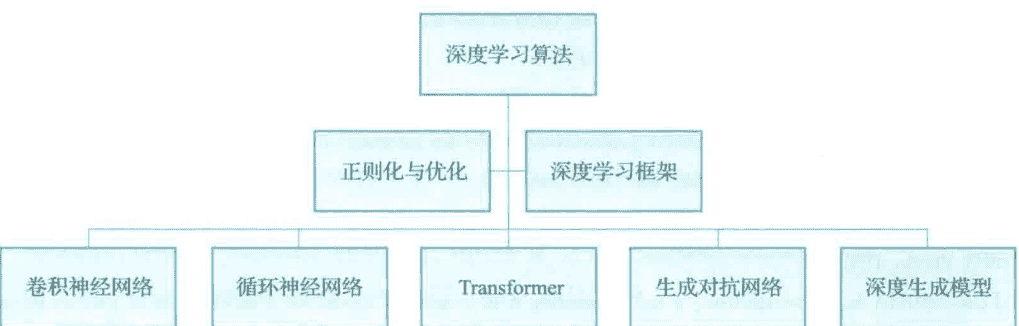 深度学习算法
正则化与优化
深度学习框架
卷积神经网络
循环神经网络
Transformer
生成对抗网络
深度生成模型